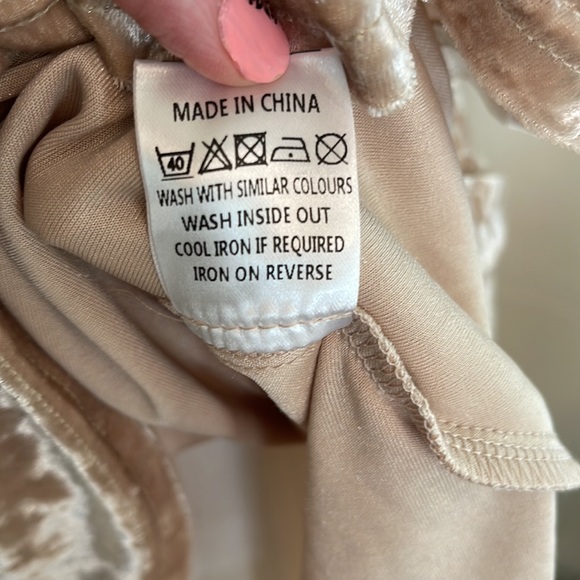 MADE IN CHINA
40
WASH WITH SIMILAR COLOURS
WASH INSIDE OUT
COOL IRON IF REQUIRED
IRON ON REVERSE